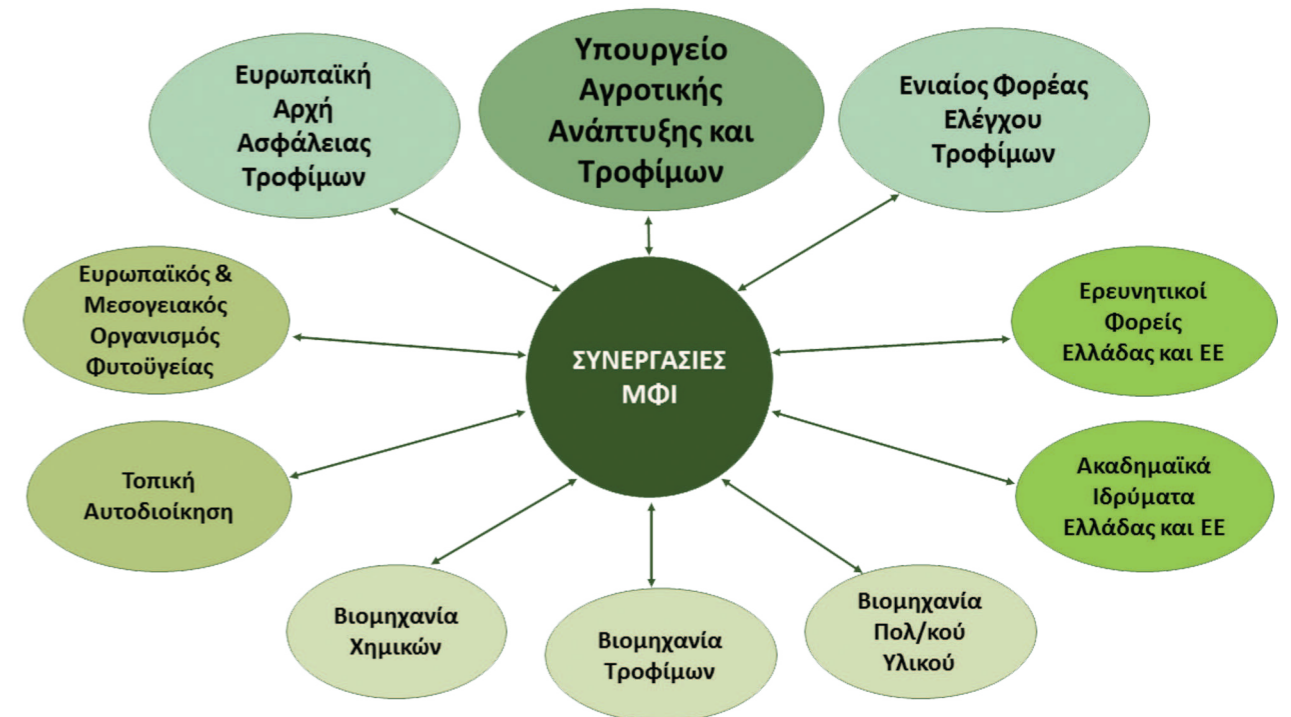 Ευρωπαϊκή
Αρχή
Ασφάλειας
Τροφίμων
Υπουργείο
Αγροτικής
Ανάπτυξης και
Τροφίμων
Ενιαίος Φορέας
Ελέγχου
Τροφίμων
Ευρωπαϊκός &
Μεσογειακός
Οργανισμός
Φυτοϋγείας
ΣΥΝΕΡΓΑΣΙΕΣ
ΜΦΙ
Ερευνητικοί
Φορείς
Ελλάδας και ΕΕ
Τοπική
Αυτοδιοίκηση
Ακαδημαϊκά
Ιδρύματα
Ελλάδας και ΕΕ
Βιομηχανία
Χημικών
Βιομηχανία
Τροφίμων
Βιομηχανία
Πολ/κού
Υλικού